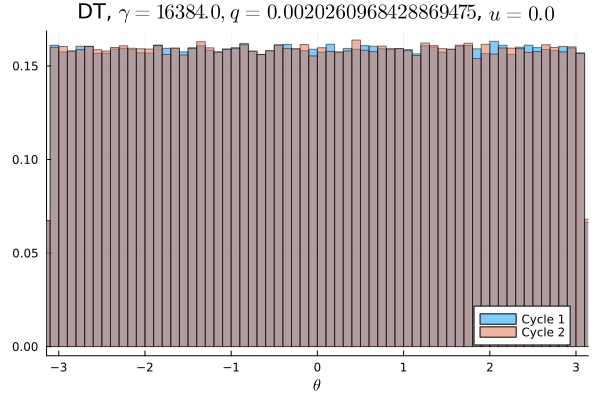 DT, γ = 16384.0, q = 0.0020260968428869475, u = 0.0
0.15
0.10
0.05
0.00
Cycle 1
Cycle 2
−3 −2 −1 0 1 2 3
θ